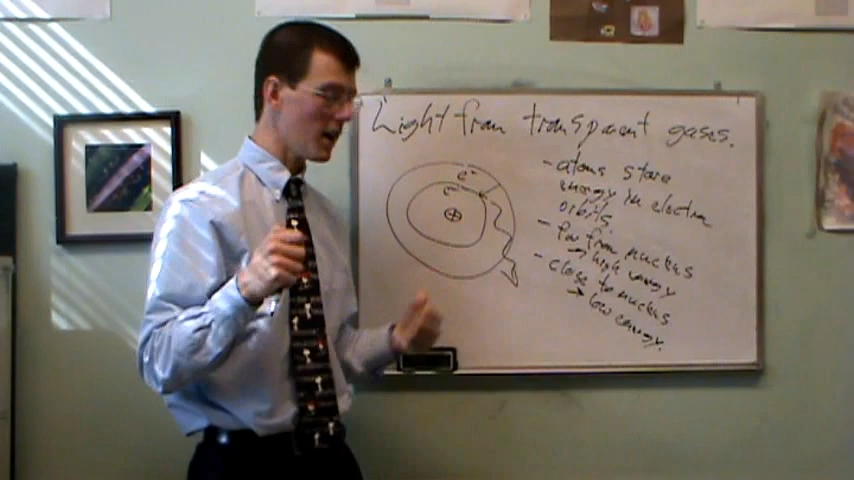 Light from transparent gases.
- atoms store
energy in electron
orbits.
- far from nucleus
→ high energy
- close to nucleus
→ low energy.
e-
e-
+